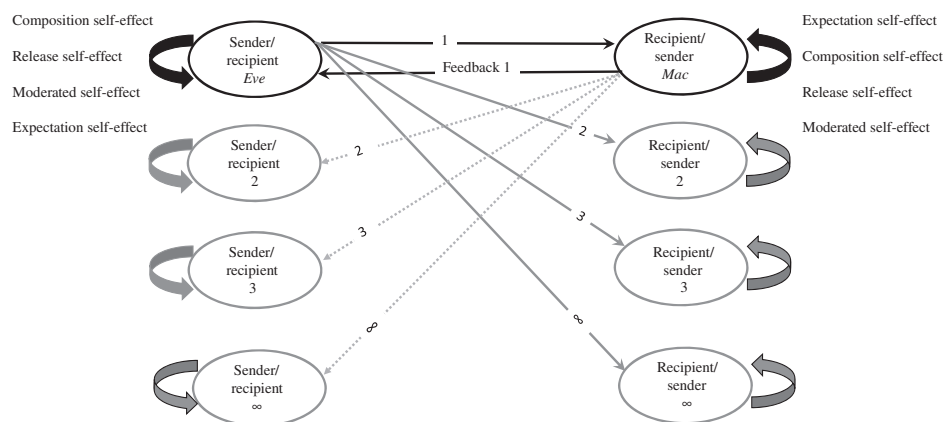 Composition self-effect
Release self-effect
Moderated self-effect
Expectation self-effect
Sender/
recipient
Eve
1
Feedback 1
Recipient/
sender
Mac
Expectation self-effect
Composition self-effect
Release self-effect
Moderated self-effect
Sender/
recipient
2
2
2
Recipient/
sender
2
Sender/
recipient
3
3
3
Recipient/
sender
3
Sender/
recipient
∞
∞
∞
Recipient/
sender
∞